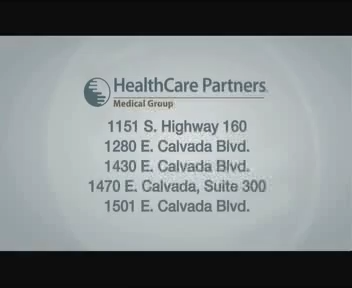 HealthCare Partners
Medical Group
1151 S. Highway 160
1280 E. Calvada Blvd.
1430 E. Calvada Blvd.
1470 E. Calvada, Suite 300
1501 E. Calvada Blvd.